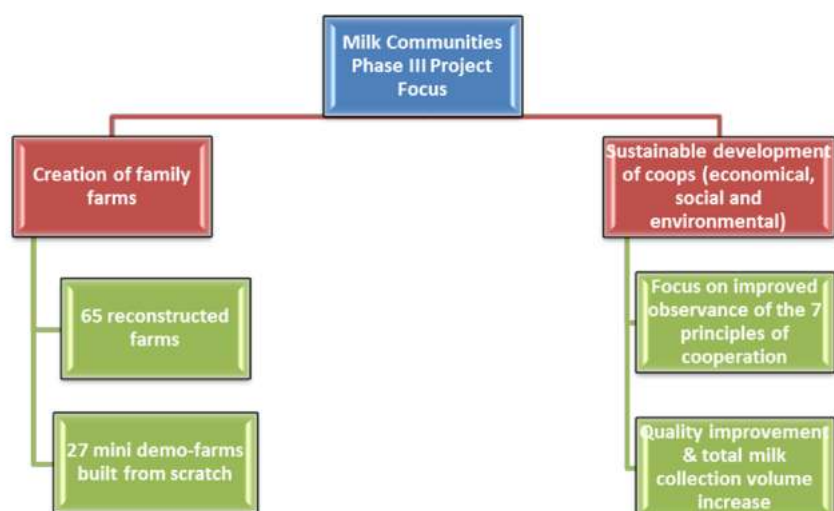 Milk Communities
Phase III Project
Focus
Creation of family
farms
Sustainable development
of coops (economical,
social and
environmental)
65 reconstructed
farms
Focus on improved
observance of the 7
principles of
cooperation
27 mini demo-farms
built from scratch
Quality improvement
& total milk
collection volume
increase